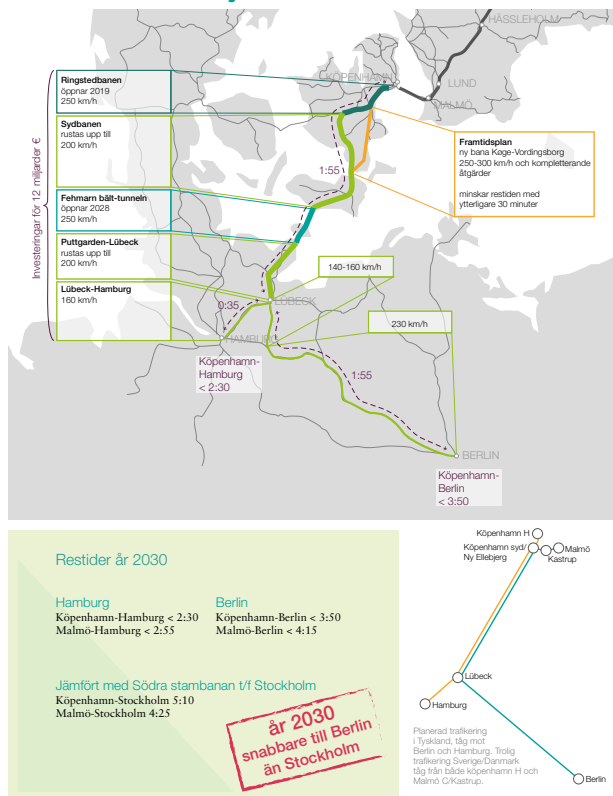 HÄSSLEHOLM
KÖPENHAMN
LUND
MALMÖ
Investeringar för 12 miljarder €
Ringstedbanen
öppnar 2019
250 km/h
Sydbanen
rustas upp till
200 km/h
Fehmarn bält-tunneln
öppnar 2028
250 km/h
Puttgarden-Lübeck
rustas upp till
200 km/h
Lübeck-Hamburg
160 km/h
Framtidsplan
ny bana Køge-Vordingsborg
250-300 km/h och kompletterande
åtgärder
minskar restiden med
ytterligare 30 minuter
1:55
140-160 km/h
0:35
LÜBECK
230 km/h
HAMBURG
Köpenhamn-
Hamburg
< 2:30
1:55
BERLIN
Köpenhamn-
Berlin
< 3:50
Restider år 2030
Hamburg
Köpenhamn-Hamburg < 2:30
Malmö-Hamburg < 2:55
Berlin
Köpenhamn-Berlin < 3:50
Malmö-Berlin < 4:15
Jämfört med Södra stambanan t/f Stockholm
Köpenhamn-Stockholm 5:10
Malmö-Stockholm 4:25
år 2030
snabbare till Berlin
än Stockholm
Köpenhamn H
Köpenhamn syd/
Ny Ellebjerg
Malmö
Kastrup
Lübeck
Hamburg
Planerad trafikering
i Tyskland, tåg mot
Berlin och Hamburg. Trolig
trafikering Sverige/Danmark
tåg från både köpenhamn H och
Malmö C/Kastrup.
Berlin